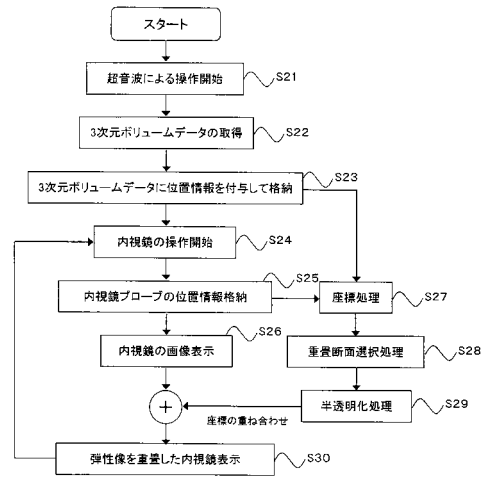 スタート
超音波による操作開始
S21
3次元ボリュームデータの取得
S22
3次元ボリュームデータに位置情報を付与して格納
S23
内視鏡の操作開始
S24
内視鏡プローブの位置情報格納
S25
座標処理
S27
内視鏡の画像表示
S26
重畳断面選択処理
S28
半透明化処理
S29
+
座標の重ね合わせ
弾性像を重畳した内視鏡表示
S30